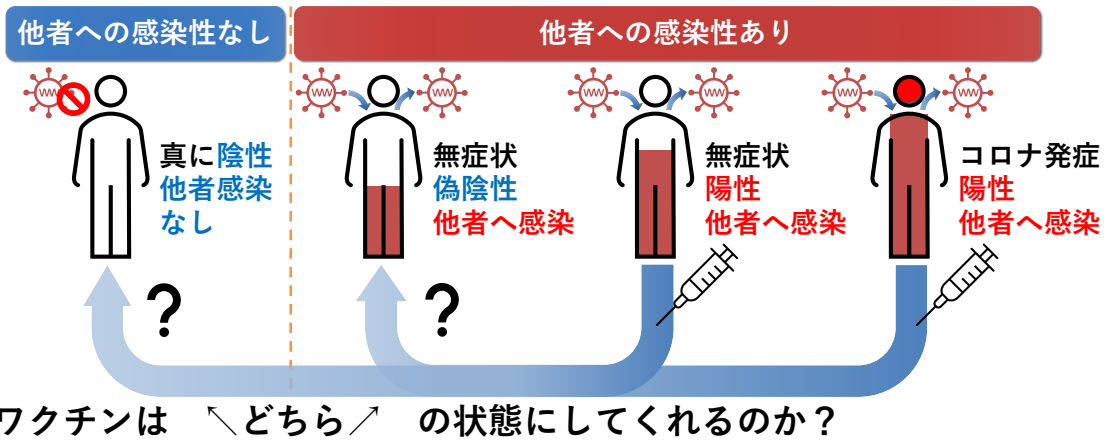 他者への感染性なし
他者への感染性あり
真に陰性
他者感染
なし
無症状
偽陰性
他者へ感染
無症状
陽性
他者へ感染
コロナ発症
陽性
他者へ感染
?
?
ワクチンは ↖どちら↗ の状態にしてくれるのか？